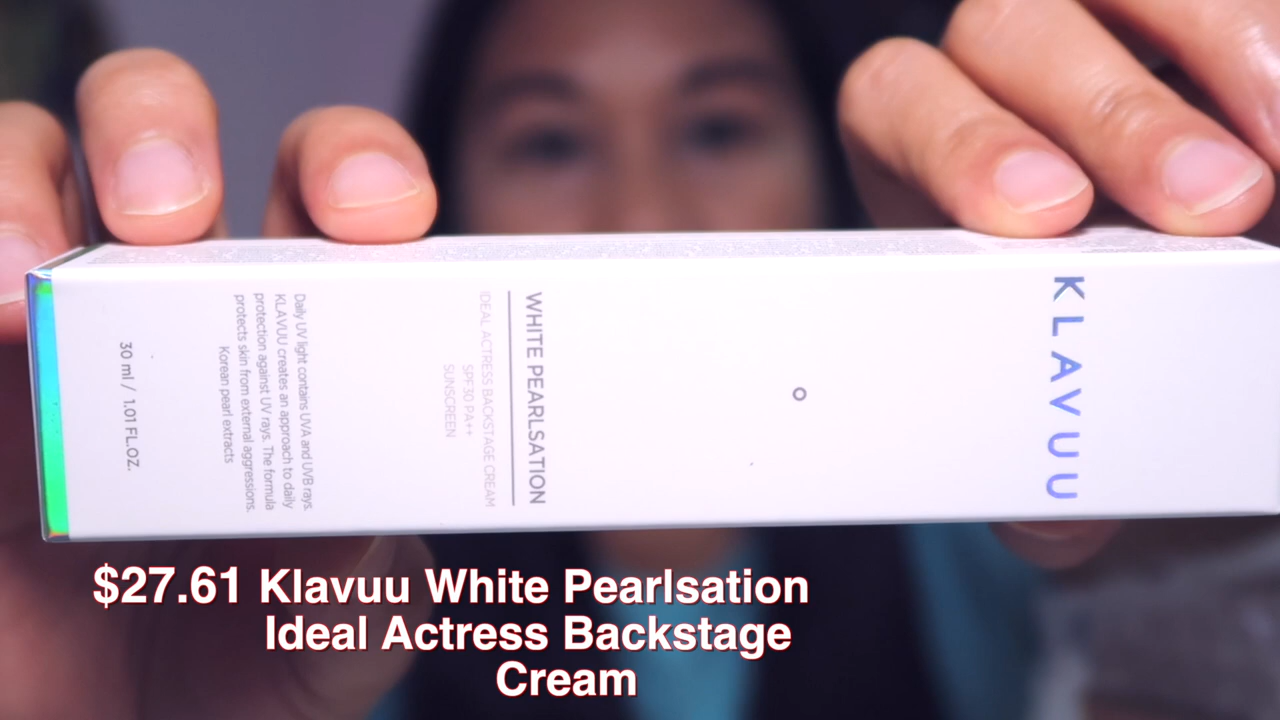 KLAVUU
WHITE PEARLSATION
IDEAL ACTRESS BACKSTAGE CREAM
SPF30 PA++
SUNSCREEN
Daily UV light contains UVA and UVB rays.
KLAVUU creates an approach to daily
protection against UV rays. The formula
protects skin from external aggressions.
Korean pearl extracts
30 ml / 1.01 FL.OZ.
$27.61 Klavuu White Pearlsation
Ideal Actress Backstage
Cream